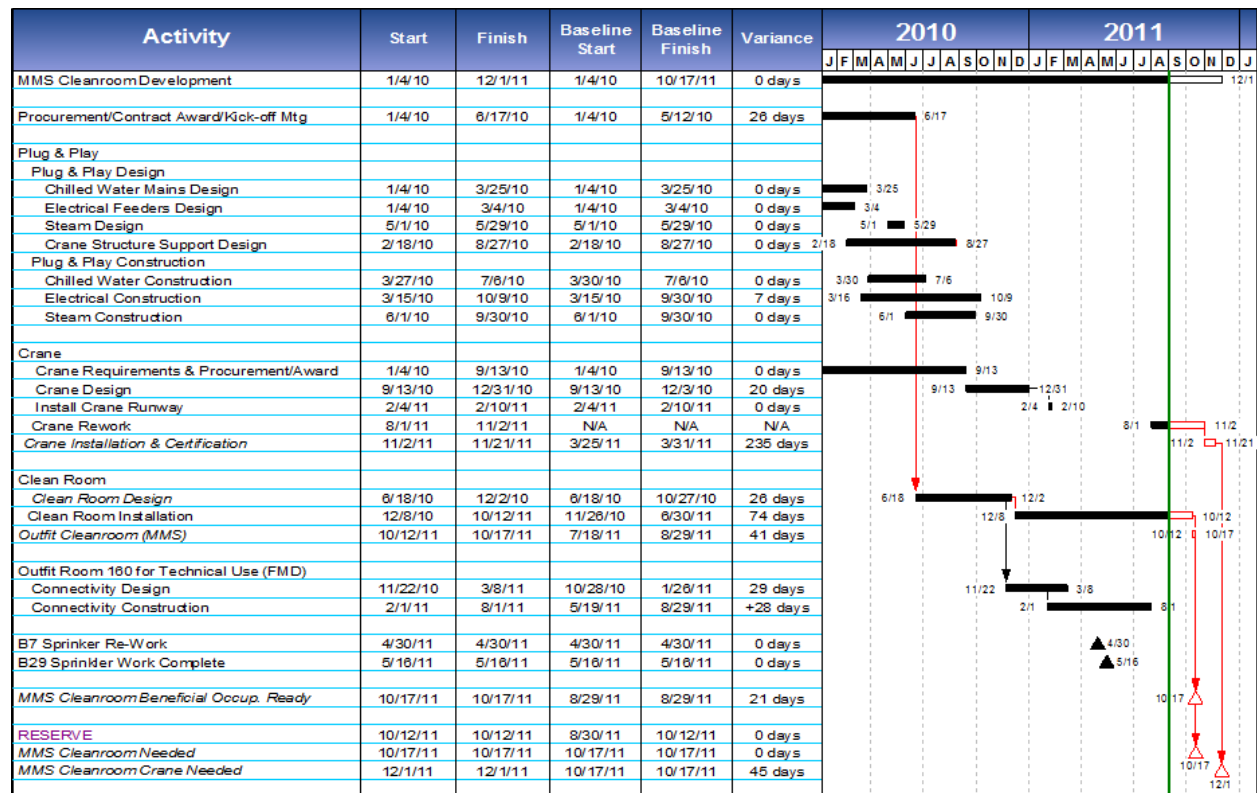 Activity Start Finish Baseline Start Baseline Finish Variance 2010 2011
J F M A M J J A S O N D J F M A M J J A S O N D J
MMS Cleanroom Development 1/4/10 12/1/11 1/4/10 10/17/11 0 days 12/1
Procurement/Contract Award/Kick-off Mtg 1/4/10 6/17/10 1/4/10 5/12/10 26 days 6/17
Plug & Play
Plug & Play Design
Chilled Water Mains Design 1/4/10 3/25/10 1/4/10 3/25/10 0 days 3/25
Electrical Feeders Design 1/4/10 3/4/10 1/4/10 3/4/10 0 days 3/4
Steam Design 5/1/10 5/29/10 5/1/10 5/29/10 0 days 5/1 5/29
Crane Structure Support Design 2/18/10 8/27/10 2/18/10 8/27/10 0 days 2/18 8/27
Plug & Play Construction
Chilled Water Construction 3/27/10 7/6/10 3/30/10 7/6/10 0 days 3/30 7/6
Electrical Construction 3/15/10 10/9/10 3/15/10 9/30/10 7 days 3/16 10/9
Steam Construction 6/1/10 9/30/10 6/1/10 9/30/10 0 days 6/1 9/30
Crane
Crane Requirements & Procurement/Award 1/4/10 9/13/10 1/4/10 9/13/10 0 days 9/13
Crane Design 9/13/10 12/31/10 9/13/10 12/3/10 20 days 9/13 12/31
Install Crane Runway 2/4/11 2/10/11 2/4/11 2/10/11 0 days 2/4 2/10
Crane Rework 8/1/11 11/2/11 N/A N/A N/A 8/1 11/2
Crane Installation & Certification 11/2/11 11/21/11 3/25/11 3/31/11 235 days 11/2 11/21
Clean Room
Clean Room Design 6/18/10 12/2/10 6/18/10 10/27/10 26 days 6/18 12/2
Clean Room Installation 12/8/10 10/12/11 11/26/10 6/30/11 74 days 12/8 10/12
Outfit Cleanroom (MMS) 10/12/11 10/17/11 7/18/11 8/29/11 41 days 10/12 10/17
Outfit Room 160 for Technical Use (FMD)
Connectivity Design 11/22/10 3/8/11 10/28/10 1/26/11 29 days 11/22 3/8
Connectivity Construction 2/1/11 8/1/11 5/19/11 8/29/11 +28 days 2/1 8/1
B7 Sprinker Re-Work 4/30/11 4/30/11 4/30/11 4/30/11 0 days 4/30
B29 Sprinkler Work Complete 5/16/11 5/16/11 5/16/11 5/16/11 0 days 5/16
MMS Cleanroom Beneficial Occup. Ready 10/17/11 10/17/11 8/29/11 8/29/11 21 days 10/17
RESERVE 10/12/11 10/12/11 8/30/11 10/12/11 0 days
MMS Cleanroom Needed 10/17/11 10/17/11 10/17/11 10/17/11 0 days 10/17
MMS Cleanroom Crane Needed 12/1/11 12/1/11 10/17/11 10/17/11 45 days 12/1